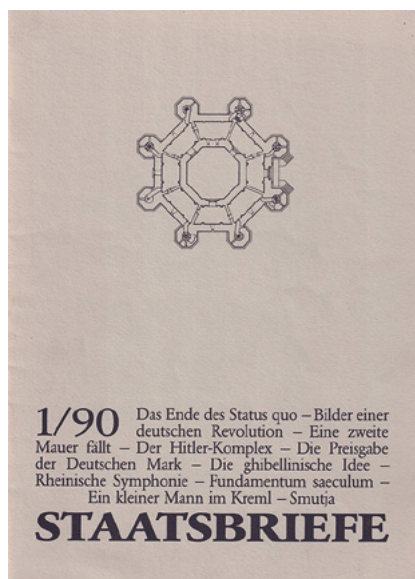 1/90 Das Ende des Status quo – Bilder einer
deutschen Revolution – Eine zweite
Mauer fällt – Der Hitler-Komplex – Die Preisgabe
der Deutschen Mark – Die ghibellinische Idee –
Rheinische Symphonie – Fundamentum saeculum –
Ein kleiner Mann im Kreml – Smutja
STAATSBRIEFE